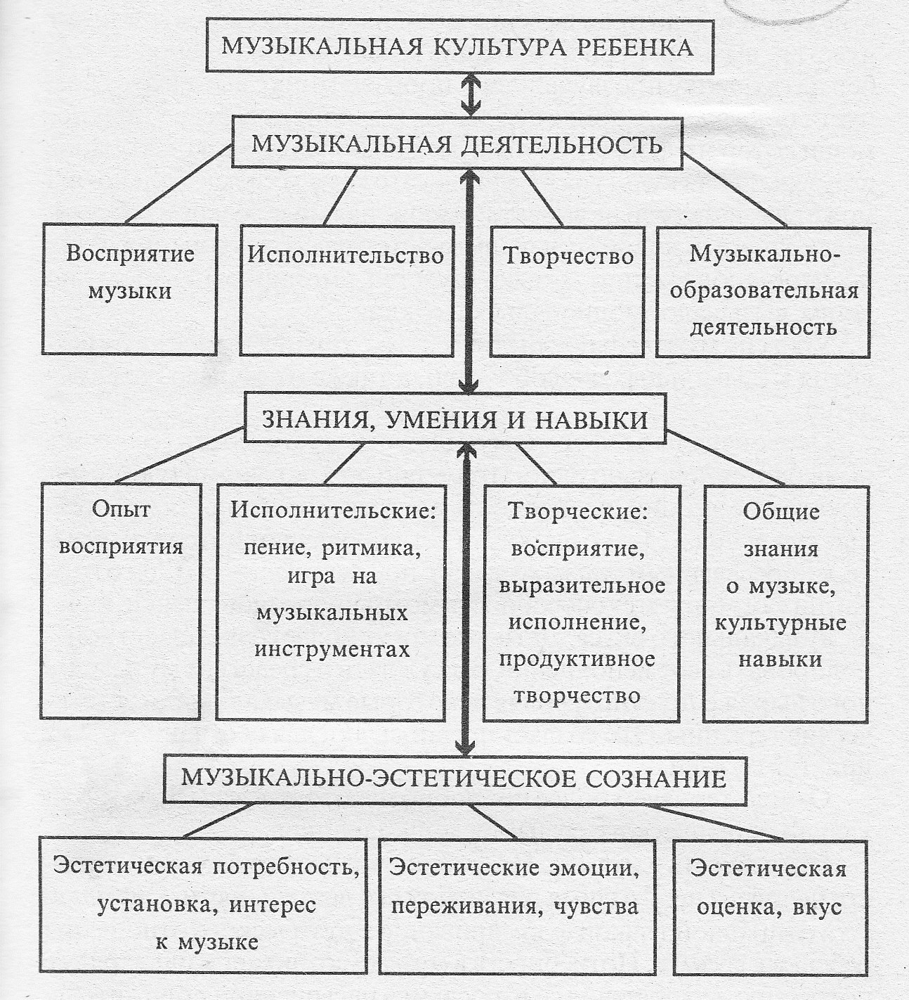 МУЗЫКАЛЬНАЯ КУЛЬТУРА РЕБЕНКА
МУЗЫКАЛЬНАЯ ДЕЯТЕЛЬНОСТЬ
Восприятие
музыки
Исполнительство
Творчество
Музыкально-
образовательная
деятельность
ЗНАНИЯ, УМЕНИЯ И НАВЫКИ
Опыт
восприятия
Исполнительские:
пение, ритмика,
игра на
музыкальных
инструментах
Творческие:
восприятие,
выразительное
исполнение,
продуктивное
творчество
Общие
знания
о музыке,
культурные
навыки
МУЗЫКАЛЬНО-ЭСТЕТИЧЕСКОЕ СОЗНАНИЕ
Эстетическая потребность,
установка, интерес
к музыке
Эстетические эмоции,
переживания, чувства
Эстетическая
оценка, вкус